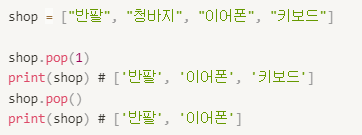 shop = ["반팔", "청바지", "이어폰", "키보드"]
shop.pop(1)
print(shop) # ['반팔', '이어폰', '키보드']
shop.pop()
print(shop) # ['반팔', '이어폰']